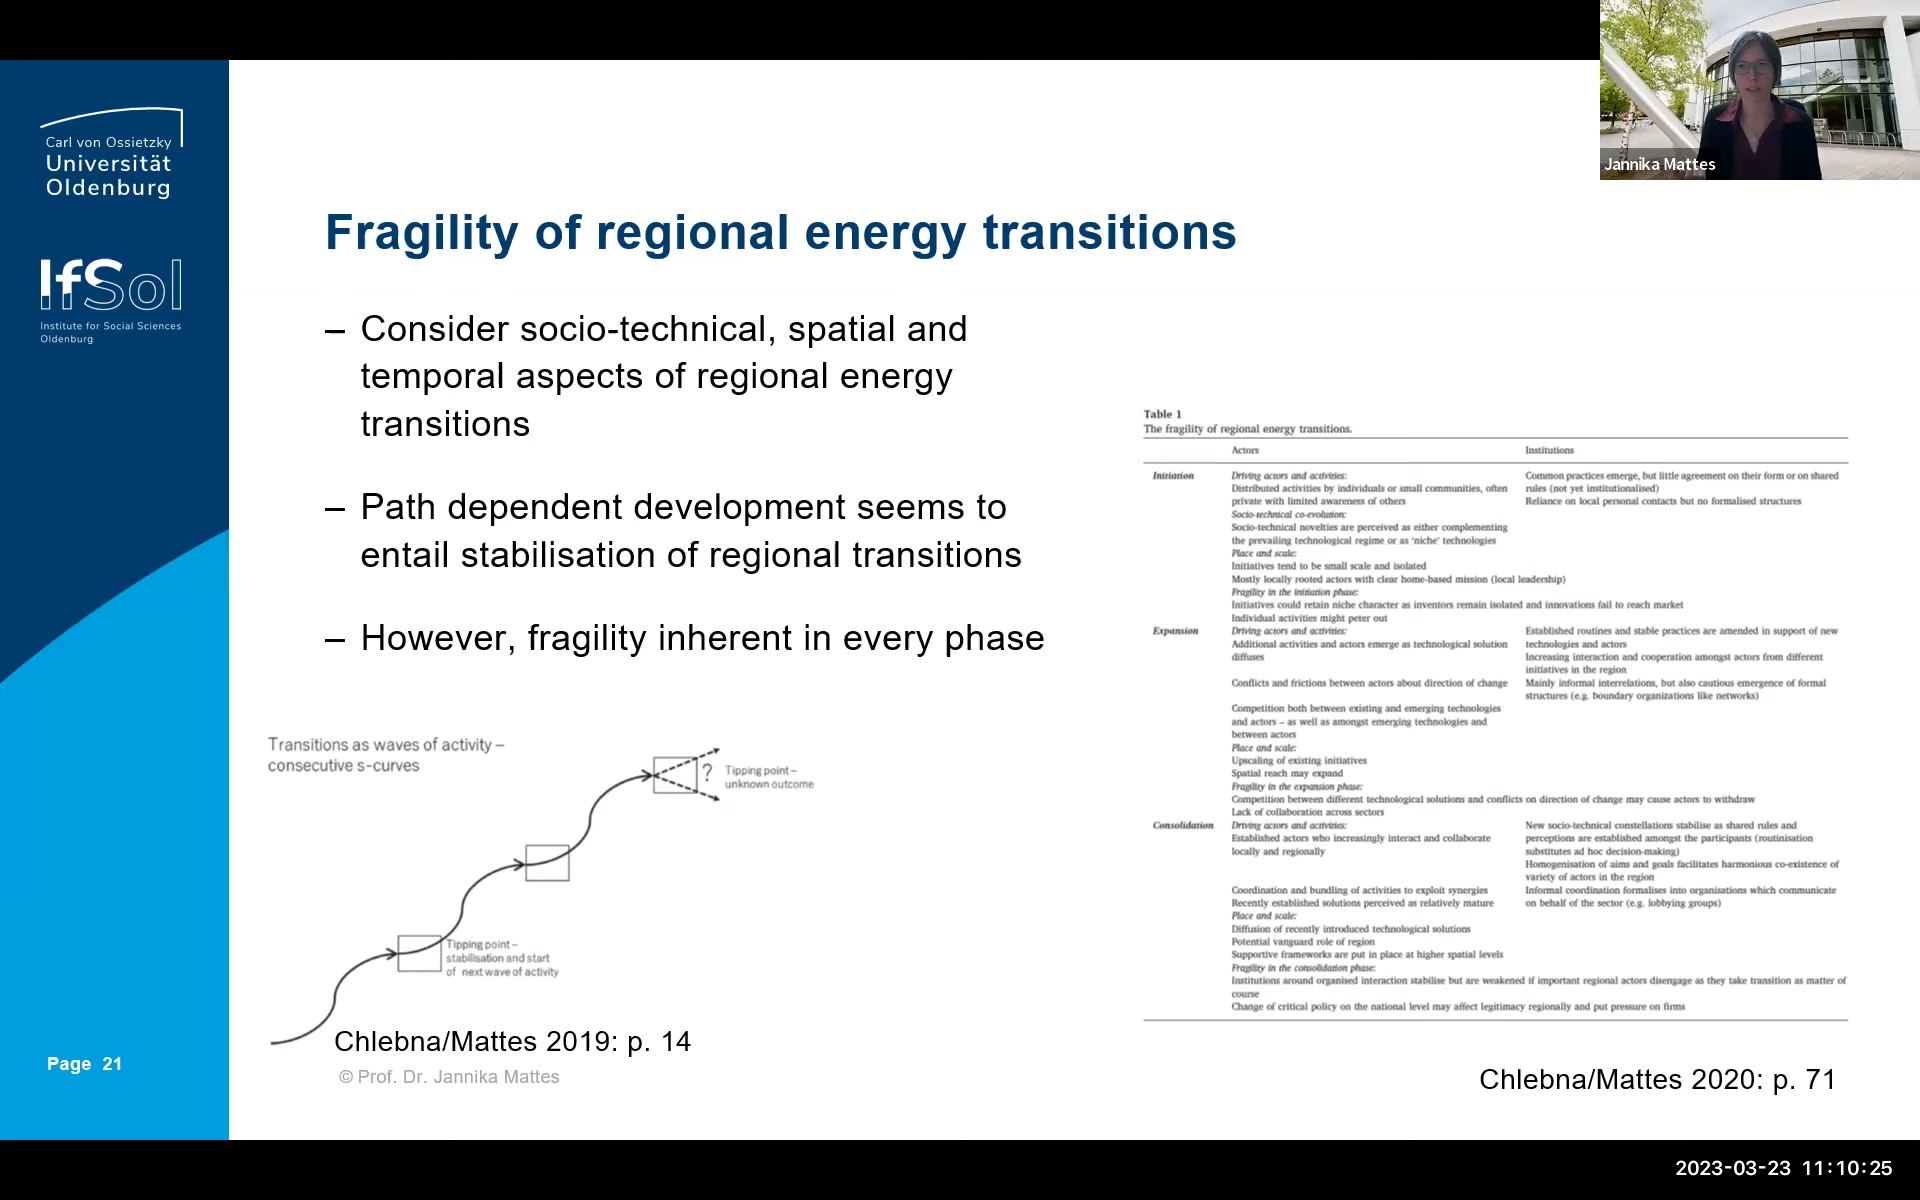 Jannika Mattes
Carl von Ossietzky
Universität
Oldenburg
IfSol
Institute for Social Sciences
Oldenburg
Fragility of regional energy transitions
– Consider socio-technical, spatial and
temporal aspects of regional energy
transitions
– Path dependent development seems to
entail stabilisation of regional transitions
– However, fragility inherent in every phase
Transitions as waves of activity –
consecutive s-curves
?
Tipping point –
unknown outcome
Tipping point –
stabilisation and start
of next wave of activity
Chlebna/Mattes 2019: p. 14
© Prof. Dr. Jannika Mattes
Page 21
Table 1
The fragility of regional energy transitions.
Actors Institutions
Initiation Driving actors and activities: Common practices emerge, but little agreement on their form or on shared
Distributed activities by individuals or small communities, often rules (not yet institutionalised)
private with limited awareness of others Reliance on local personal contacts but no formalised structures
Socio-technical co-evolution:
Socio-technical novelties are perceived as either complementing
the prevailing technological regime or as 'niche' technologies
Place and scale:
Initiatives tend to be small scale and isolated
Mostly locally rooted actors with clear home-based mission (local leadership)
Fragility in the initiation phase:
Initiatives could retain niche character as inventors remain isolated and innovations fail to reach market
Individual activities might peter out
Expansion Driving actors and activities: Established routines and stable practices are amended in support of new
Additional activities and actors emerge as technological solution technologies and actors
diffuses Increasing interaction and cooperation amongst actors from different
initiatives in the region
Conflicts and frictions between actors about direction of change Mainly informal interrelations, but also cautious emergence of formal
structures (e.g. boundary organizations like networks)
Competition both between existing and emerging technologies
and actors – as well as amongst emerging technologies and
between actors
Place and scale:
Upscaling of existing initiatives
Spatial reach may expand
Fragility in the expansion phase:
Competition between different technological solutions and conflicts on direction of change may cause actors to withdraw
Lack of collaboration across sectors
Consolidation Driving actors and activities: New socio-technical constellations stabilise as shared rules and
Established actors who increasingly interact and collaborate perceptions are established amongst the participants (routinisation
locally and regionally substitutes ad hoc decision-making)
Homogenisation of aims and goals facilitates harmonious co-existence of
variety of actors in the region
Coordination and bundling of activities to exploit synergies Informal coordination formalises into organisations which communicate
Recently established solutions perceived as relatively mature on behalf of the sector (e.g. lobbying groups)
Place and scale:
Diffusion of recently introduced technological solutions
Potential vanguard role of region
Supportive frameworks are put in place at higher spatial levels
Fragility in the consolidation phase:
Institutions around organised interaction stabilise but are weakened if important regional actors disengage as they take transition as matter of
course
Change of critical policy on the national level may affect legitimacy regionally and put pressure on firms
Chlebna/Mattes 2020: p. 71
2023-03-23 11:10:25